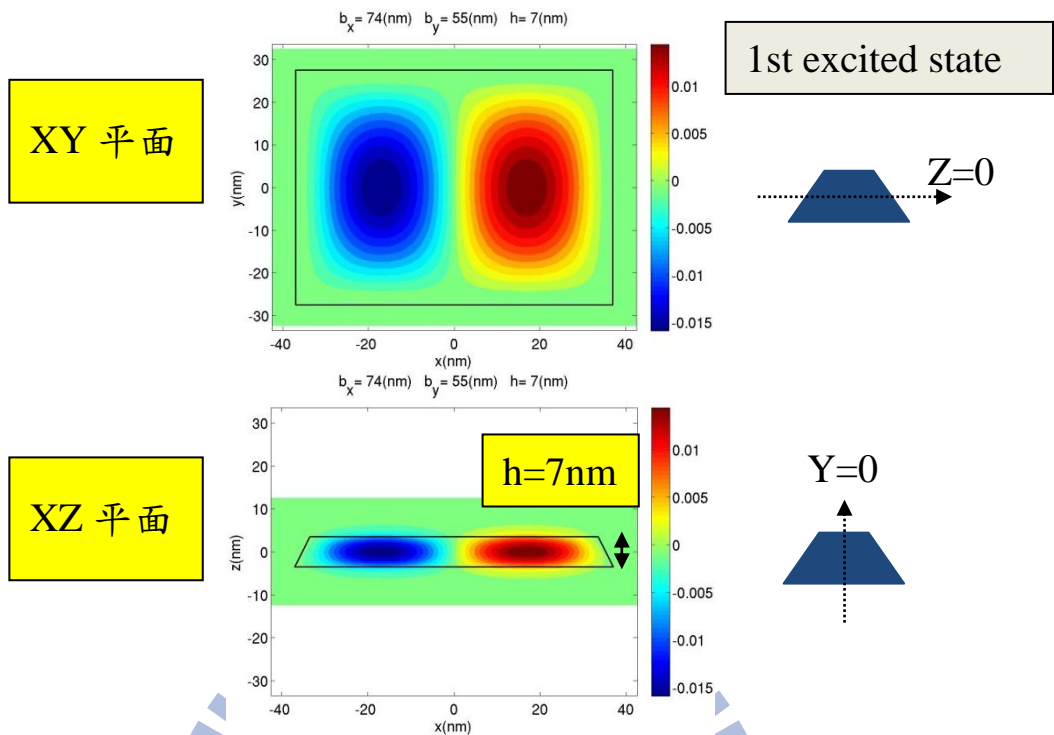 b_x= 74(nm) b_y= 55(nm) h= 7(nm)
1st excited state
XY 平面
30
20
10
0
-10
-20
-30
y(nm)
-40 -20 0 20 40
x(nm)
0.01
0.005
0
-0.005
-0.01
-0.015
Z=0
b_x= 74(nm) b_y= 55(nm) h= 7(nm)
XZ 平面
30
20
10
0
-10
-20
-30
z(nm)
-40 -20 0 20 40
x(nm)
h=7nm
0.01
0.005
0
-0.005
-0.01
-0.015
Y=0